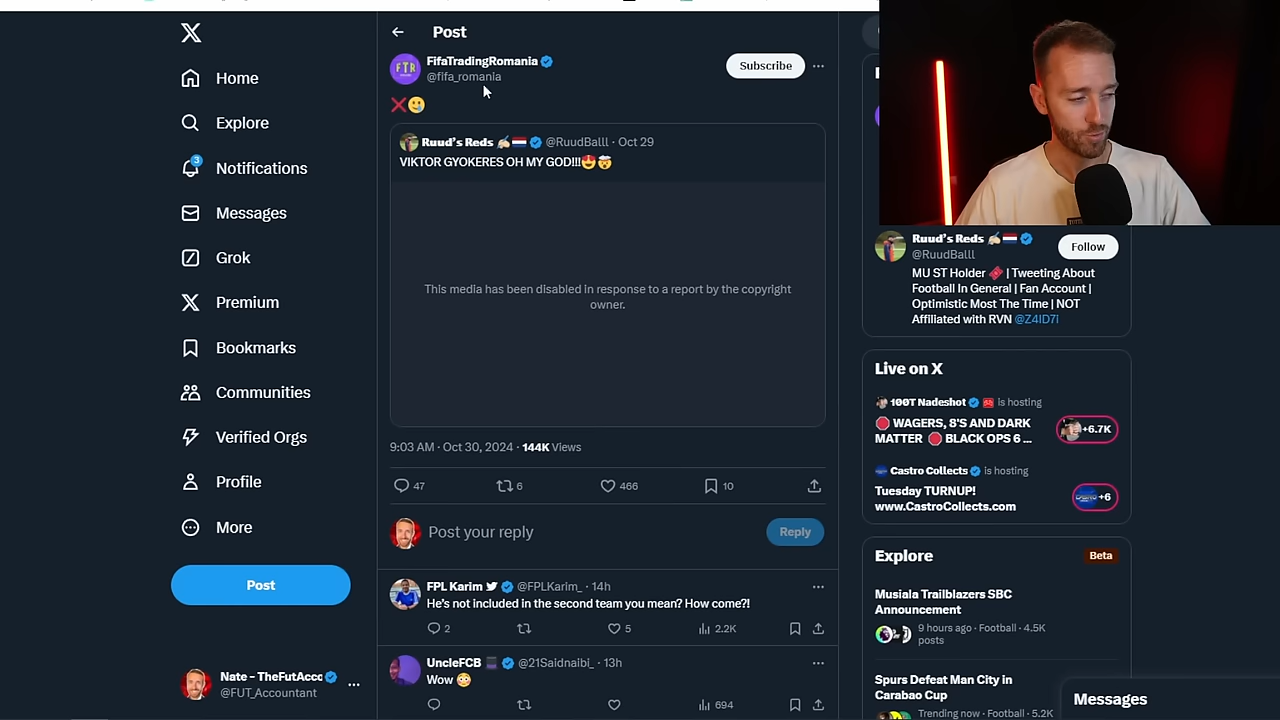 Home
Explore
3
Notifications
Messages
Grok
Premium
Bookmarks
Communities
Verified Orgs
Profile
More
Post
Nate - TheFutAcco
@FUT_Accountant
Post
FTR
FifaTradingRomania
@fifa_romania
Subscribe
❌🥲
Ruud's Reds ✍🏻🇳🇱 @RuudBalll · Oct 29
VIKTOR GYOKERES OH MY GOD!!!😍🤯
This media has been disabled in response to a report by the copyright
owner.
9:03 AM · Oct 30, 2024 · 144K Views
47 6 466 10
Post your reply
Reply
FPL Karim @FPLKarim_ · 14h
He's not included in the second team you mean? How come?!
2 5 2.2K
UncleFCB @21Saidnaibi_ · 13h
Wow 😳
694
Ruud's Reds ✍🏻🇳🇱
@RuudBalll
Follow
MU ST Holder 🎟️ | Tweeting About
Football In General | Fan Account |
Optimistic Most The Time | NOT
Affiliated with RVN @Z4ID7i
Live on X
100T Nadeshot is hosting
🛑 WAGERS, 8'S AND DARK
MATTER 🛑 BLACK OPS 6 ...
+6.7K
Castro Collects is hosting
Tuesday TURNUP!
www.CastroCollects.com
+6
Explore
Beta
Musiala Trailblazers SBC
Announcement
9 hours ago · Football · 4.5K
posts
Spurs Defeat Man City in
Carabao Cup
Trending now · Football · 5.2K
Messages